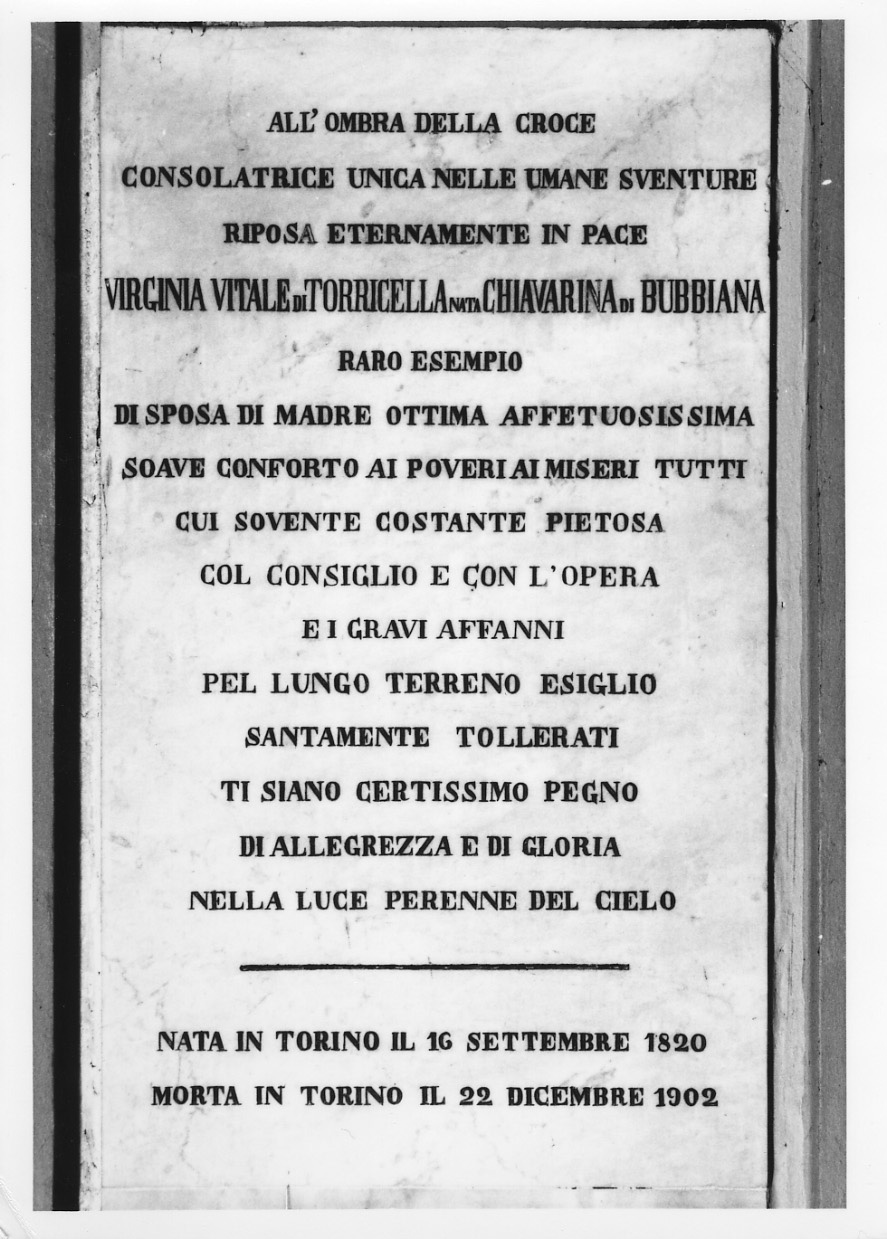 ALL' OMBRA DELLA CROCE
CONSOLATRICE UNICA NELLE UMANE SVENTURE
RIPOSA ETERNAMENTE IN PACE
VIRGINIA VITALE DI TORRICELLA NATA CHIAVARINA DI BUBBIANA
RARO ESEMPIO
DI SPOSA DI MADRE OTTIMA AFFETUOSISSIMA
SOAVE CONFORTO AI POVERI AI MISERI TUTTI
CUI SOVENTE COSTANTE PIETOSA
COL CONSIGLIO E CON L'OPERA
E I GRAVI AFFANNI
PEL LUNGO TERRENO ESIGLIO
SANTAMENTE TOLLERATI
TI SIANO CERTISSIMO PEGNO
DI ALLEGREZZA E DI GLORIA
NELLA LUCE PERENNE DEL CIELO
NATA IN TORINO IL 16 SETTEMBRE 1820
MORTA IN TORINO IL 22 DICEMBRE 1902